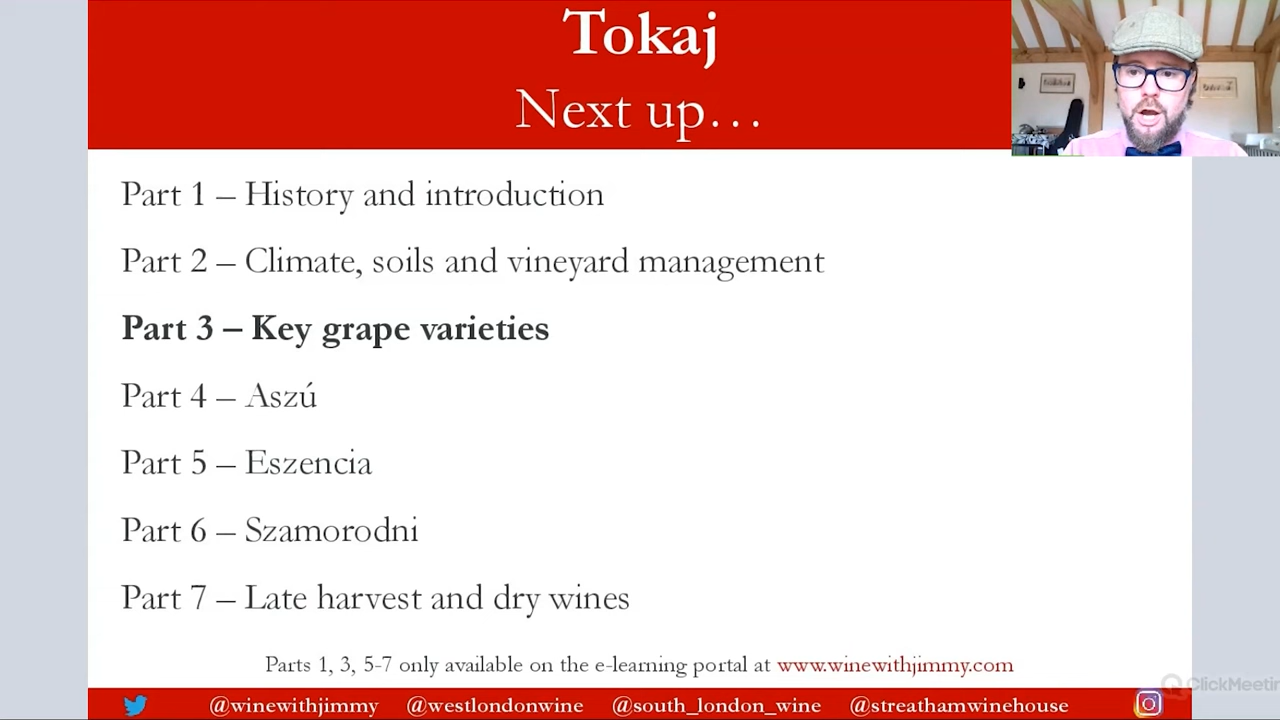 Tokaj
Next up…
Part 1 – History and introduction
Part 2 – Climate, soils and vineyard management
Part 3 – Key grape varieties
Part 4 – Aszú
Part 5 – Eszencia
Part 6 – Szamorodni
Part 7 – Late harvest and dry wines
Parts 1, 3, 5-7 only available on the e-learning portal at www.winewithjimmy.com
ClickMeetin
@winewithjimmy @westlondonwine @south_london_wine @streathamwinehouse